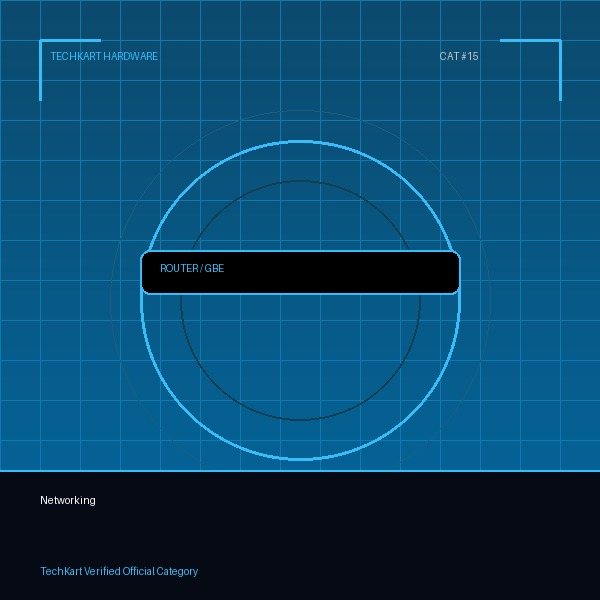 TECHKART HARDWARE
CAT #15
ROUTER / GBE
Networking
TechKart Verified Official Category